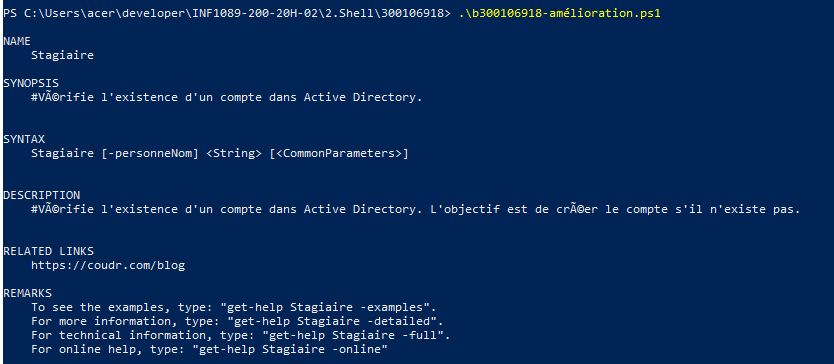 PS C:\Users\acer\developer\INF1089-200-20H-02\2.Shell\300106918> .\b300106918-amélioration.ps1
NAME
Stagiaire
SYNOPSIS
#VÃ©rifie l'existence d'un compte dans Active Directory.
SYNTAX
Stagiaire [-personneNom] <String> [<CommonParameters>]
DESCRIPTION
#VÃ©rifie l'existence d'un compte dans Active Directory. L'objectif est de crÃ©er le compte s'il n'existe pas.
RELATED LINKS
https://coudr.com/blog
REMARKS
To see the examples, type: "get-help Stagiaire -examples".
For more information, type: "get-help Stagiaire -detailed".
For technical information, type: "get-help Stagiaire -full".
For online help, type: "get-help Stagiaire -online"